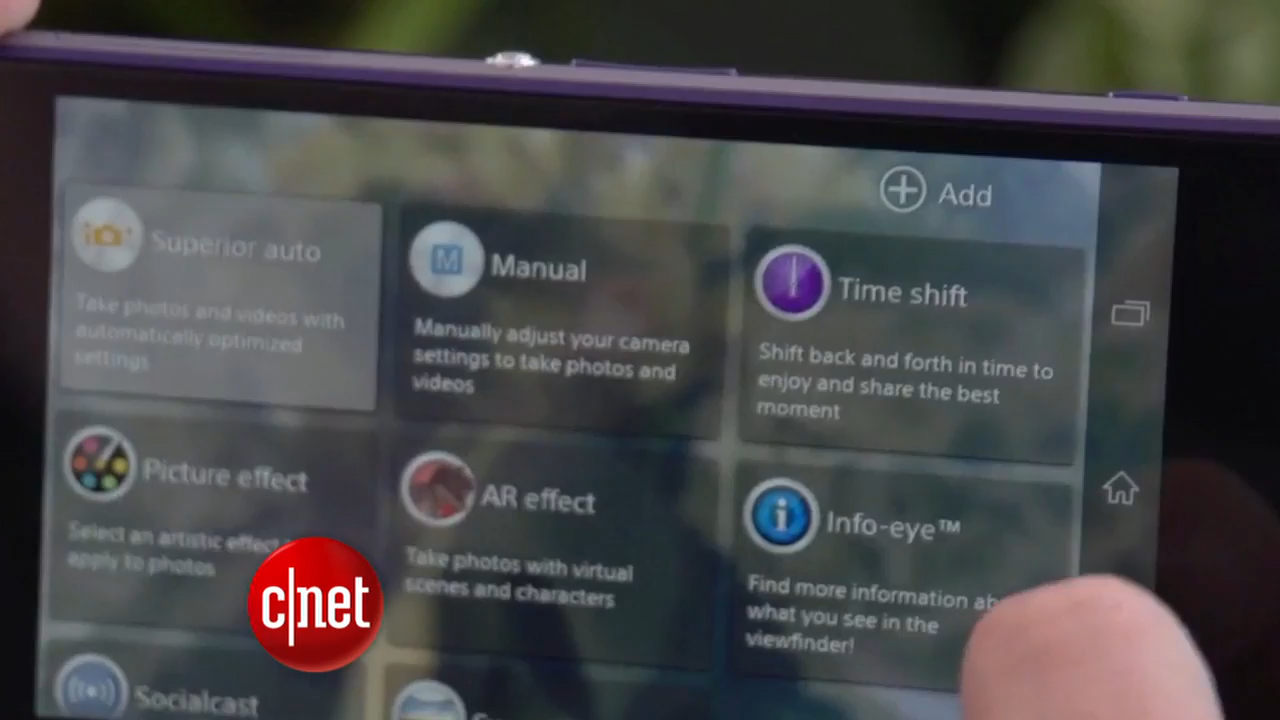 Add
Superior auto
Take photos and videos with
automatically optimized
settings
M
Manual
Manually adjust your camera
settings to take photos and
videos
Time shift
Shift back and forth in time to
enjoy and share the best
moment
Picture effect
Select an artistic effect
apply to photos
AR effect
Take photos with virtual
scenes and characters
i
Info-eye™
Find more information
what you see in the
viewfinder!
Socialcast
c|net